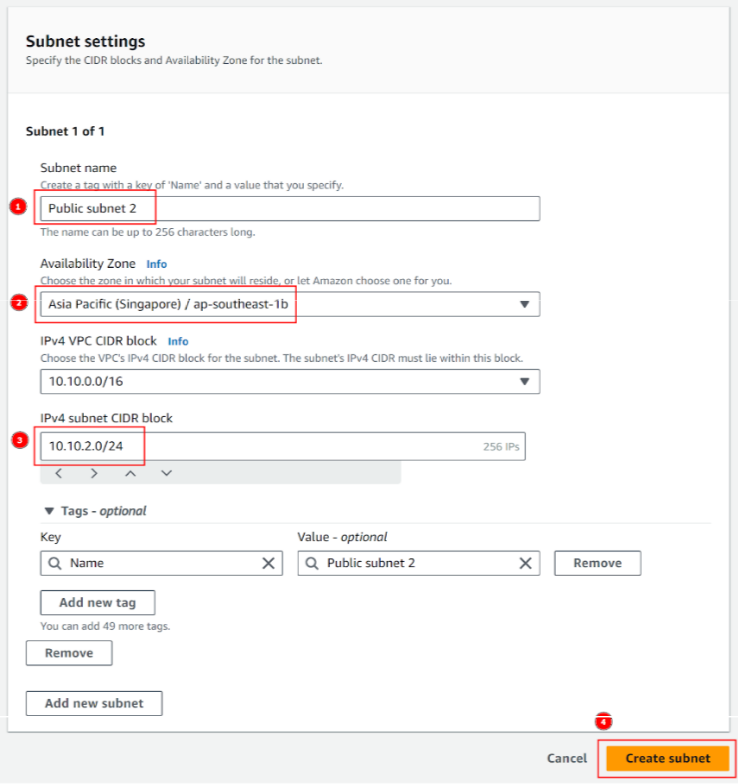 Subnet settings
Specify the CIDR blocks and Availability Zone for the subnet.
Subnet 1 of 1
Subnet name
Create a tag with a key of 'Name' and a value that you specify.
1 Public subnet 2
The name can be up to 256 characters long.
Availability Zone Info
Choose the zone in which your subnet will reside, or let Amazon choose one for you.
2 Asia Pacific (Singapore) / ap-southeast-1b
IPv4 VPC CIDR block Info
Choose the VPC's IPv4 CIDR block for the subnet. The subnet's IPv4 CIDR must lie within this block.
10.10.0.0/16
IPv4 subnet CIDR block
3 10.10.2.0/24 256 IPs
Tags - optional
Key Value - optional
Name Public subnet 2 Remove
Add new tag
You can add 49 more tags.
Remove
Add new subnet
4
Cancel Create subnet